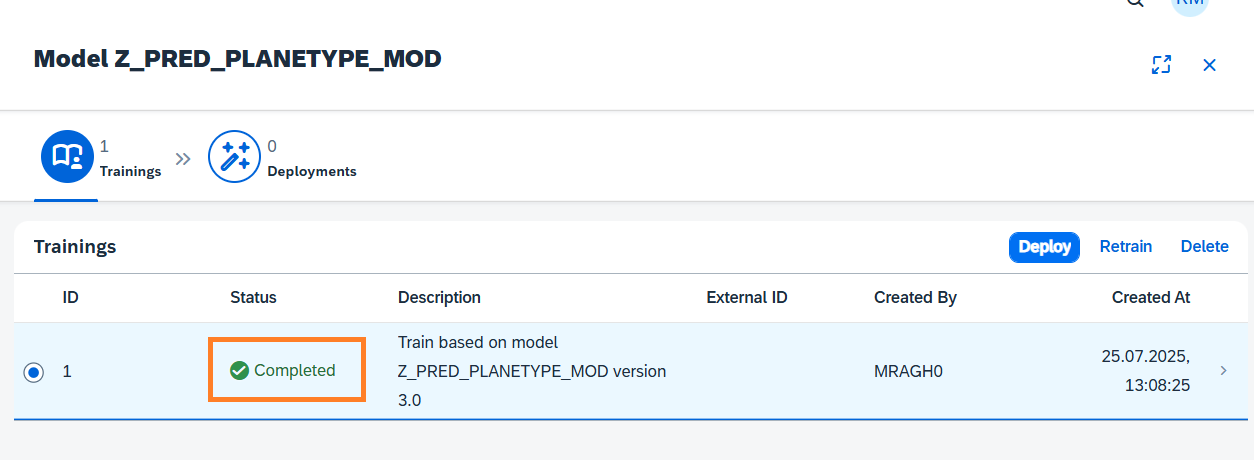 RM
Model Z_PRED_PLANETYPE_MOD
1
Trainings
0
Deployments
Trainings
Deploy
Retrain
Delete
ID
Status
Description
External ID
Created By
Created At
1
Completed
Train based on model
Z_PRED_PLANETYPE_MOD version
3.0
MRAGH0
25.07.2025,
13:08:25